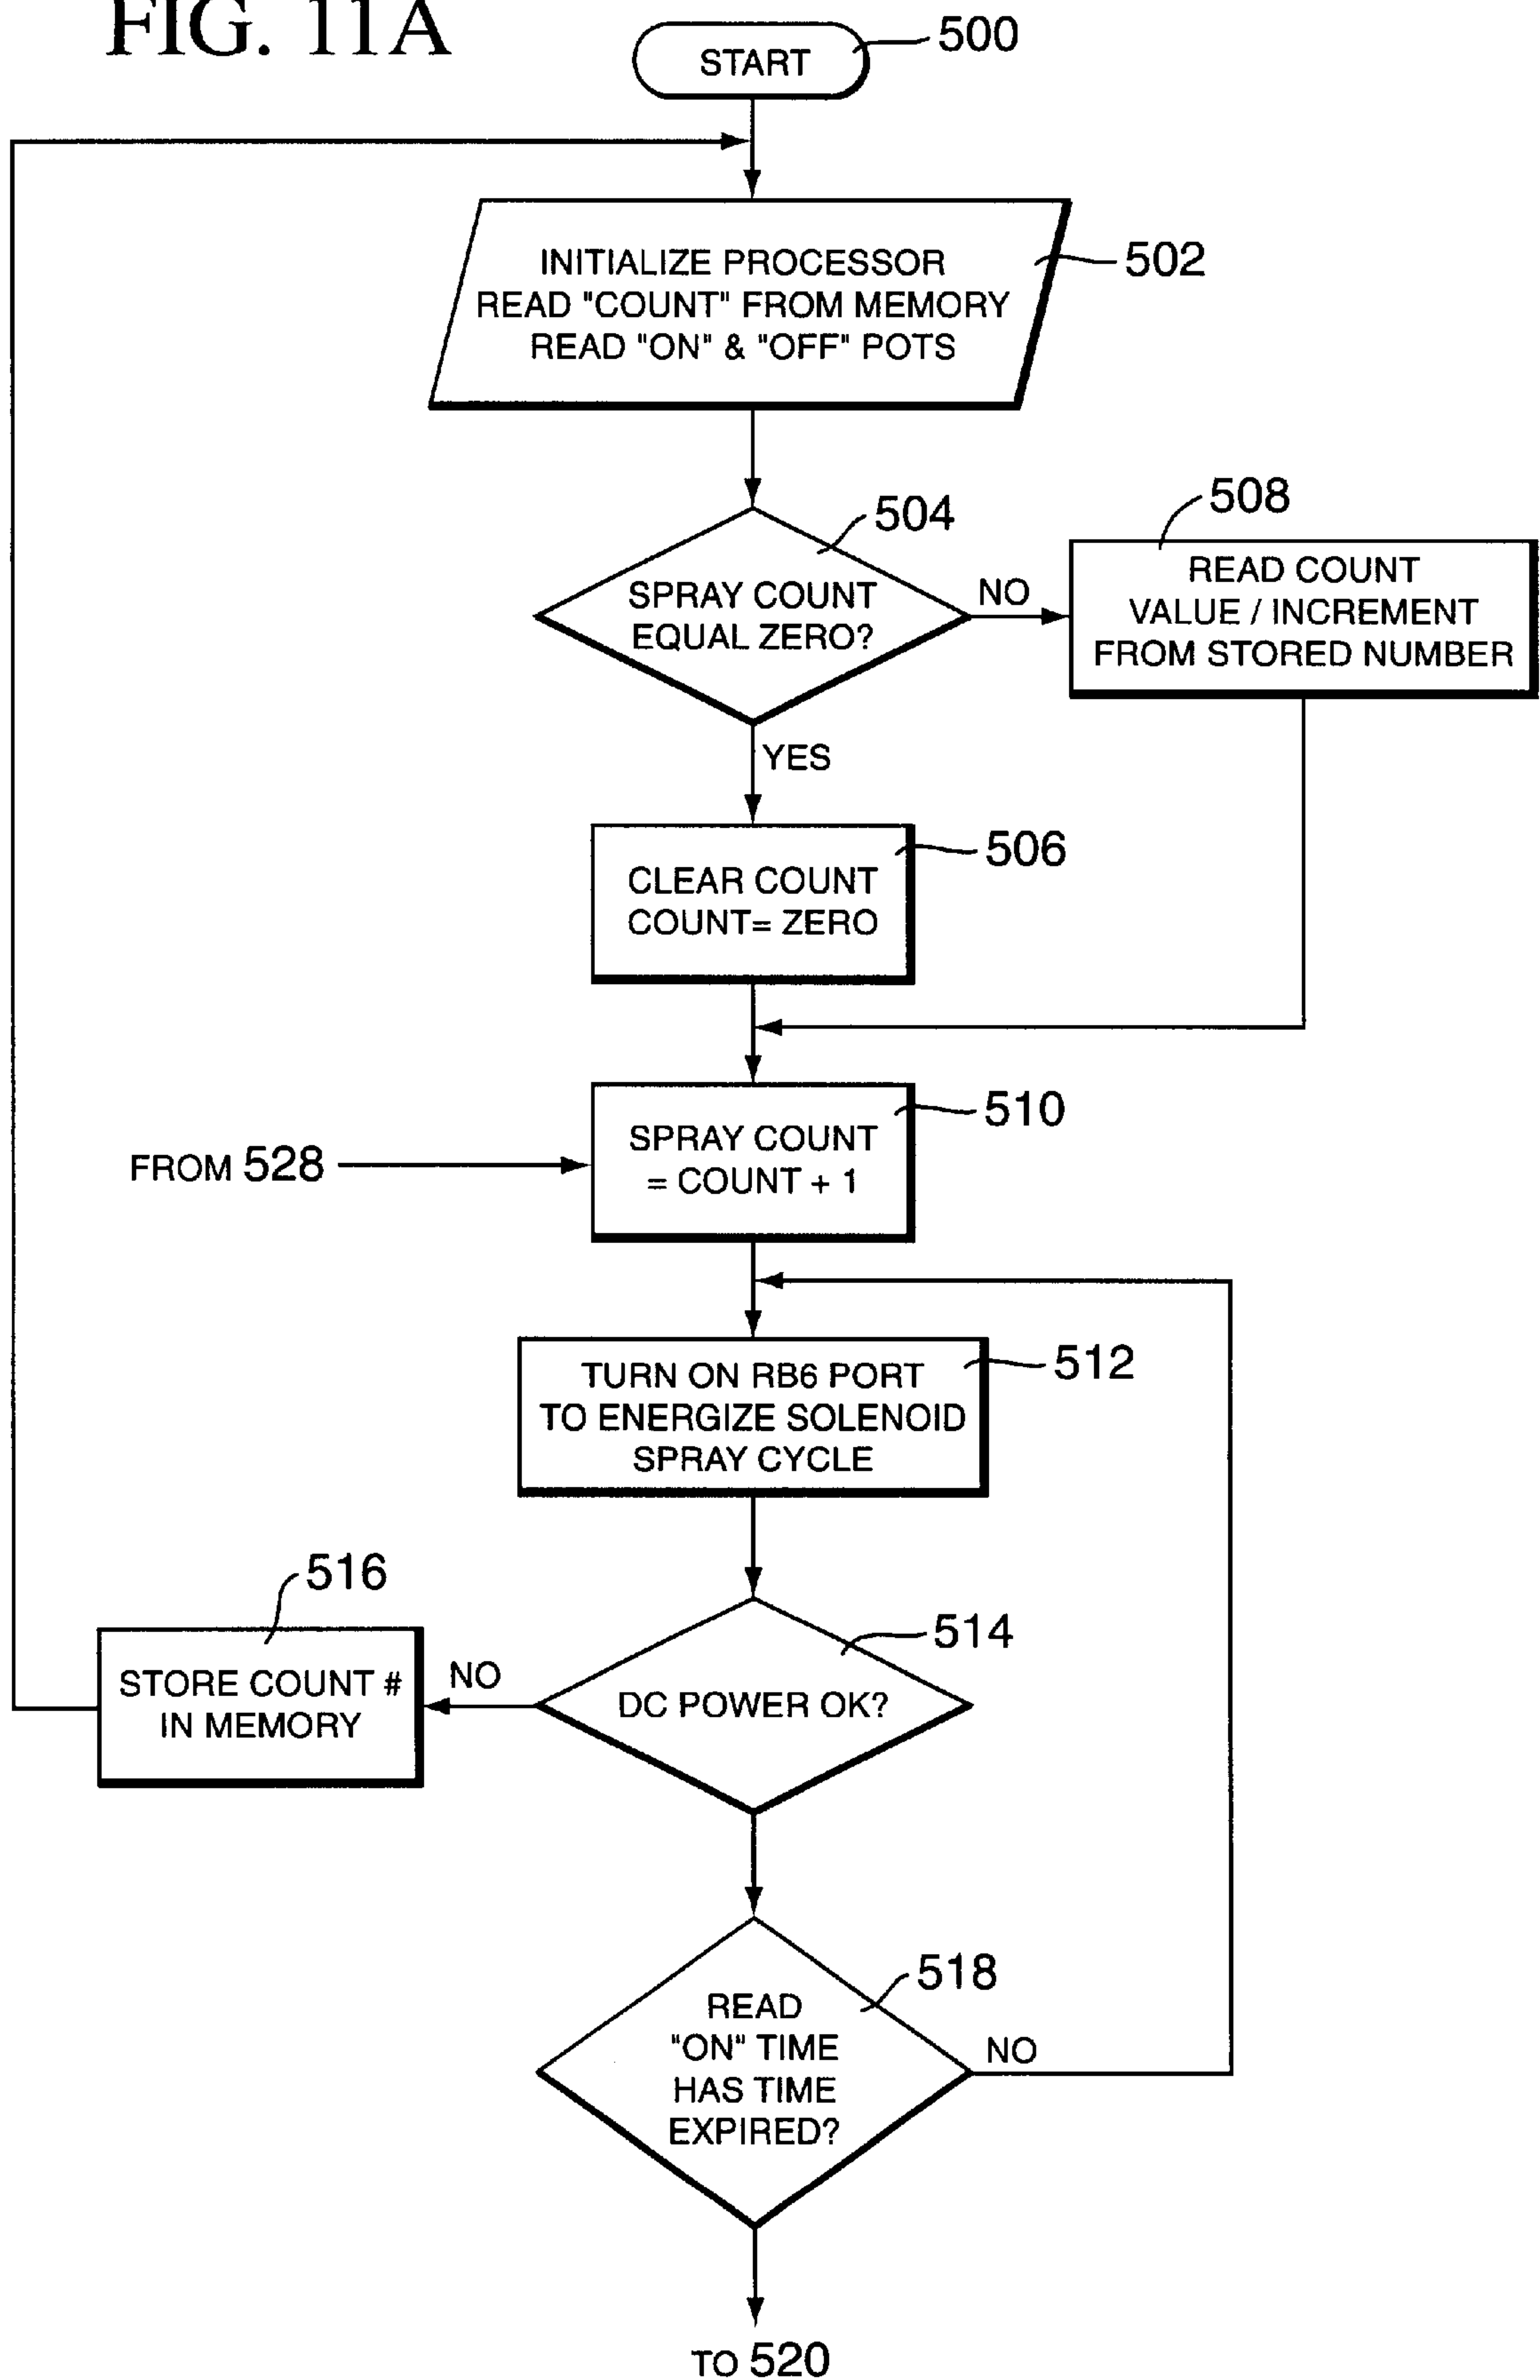 FIG. 11A
START
500
INITIALIZE PROCESSOR
READ "COUNT" FROM MEMORY
READ "ON" & "OFF" POTS
502
504
SPRAY COUNT
EQUAL ZERO?
NO
508
READ COUNT
VALUE / INCREMENT
FROM STORED NUMBER
YES
506
CLEAR COUNT
COUNT= ZERO
FROM 528
510
SPRAY COUNT
= COUNT + 1
512
TURN ON RB6 PORT
TO ENERGIZE SOLENOID
SPRAY CYCLE
516
STORE COUNT #
IN MEMORY
NO
514
DC POWER OK?
518
READ
"ON" TIME
HAS TIME
EXPIRED?
NO
TO 520